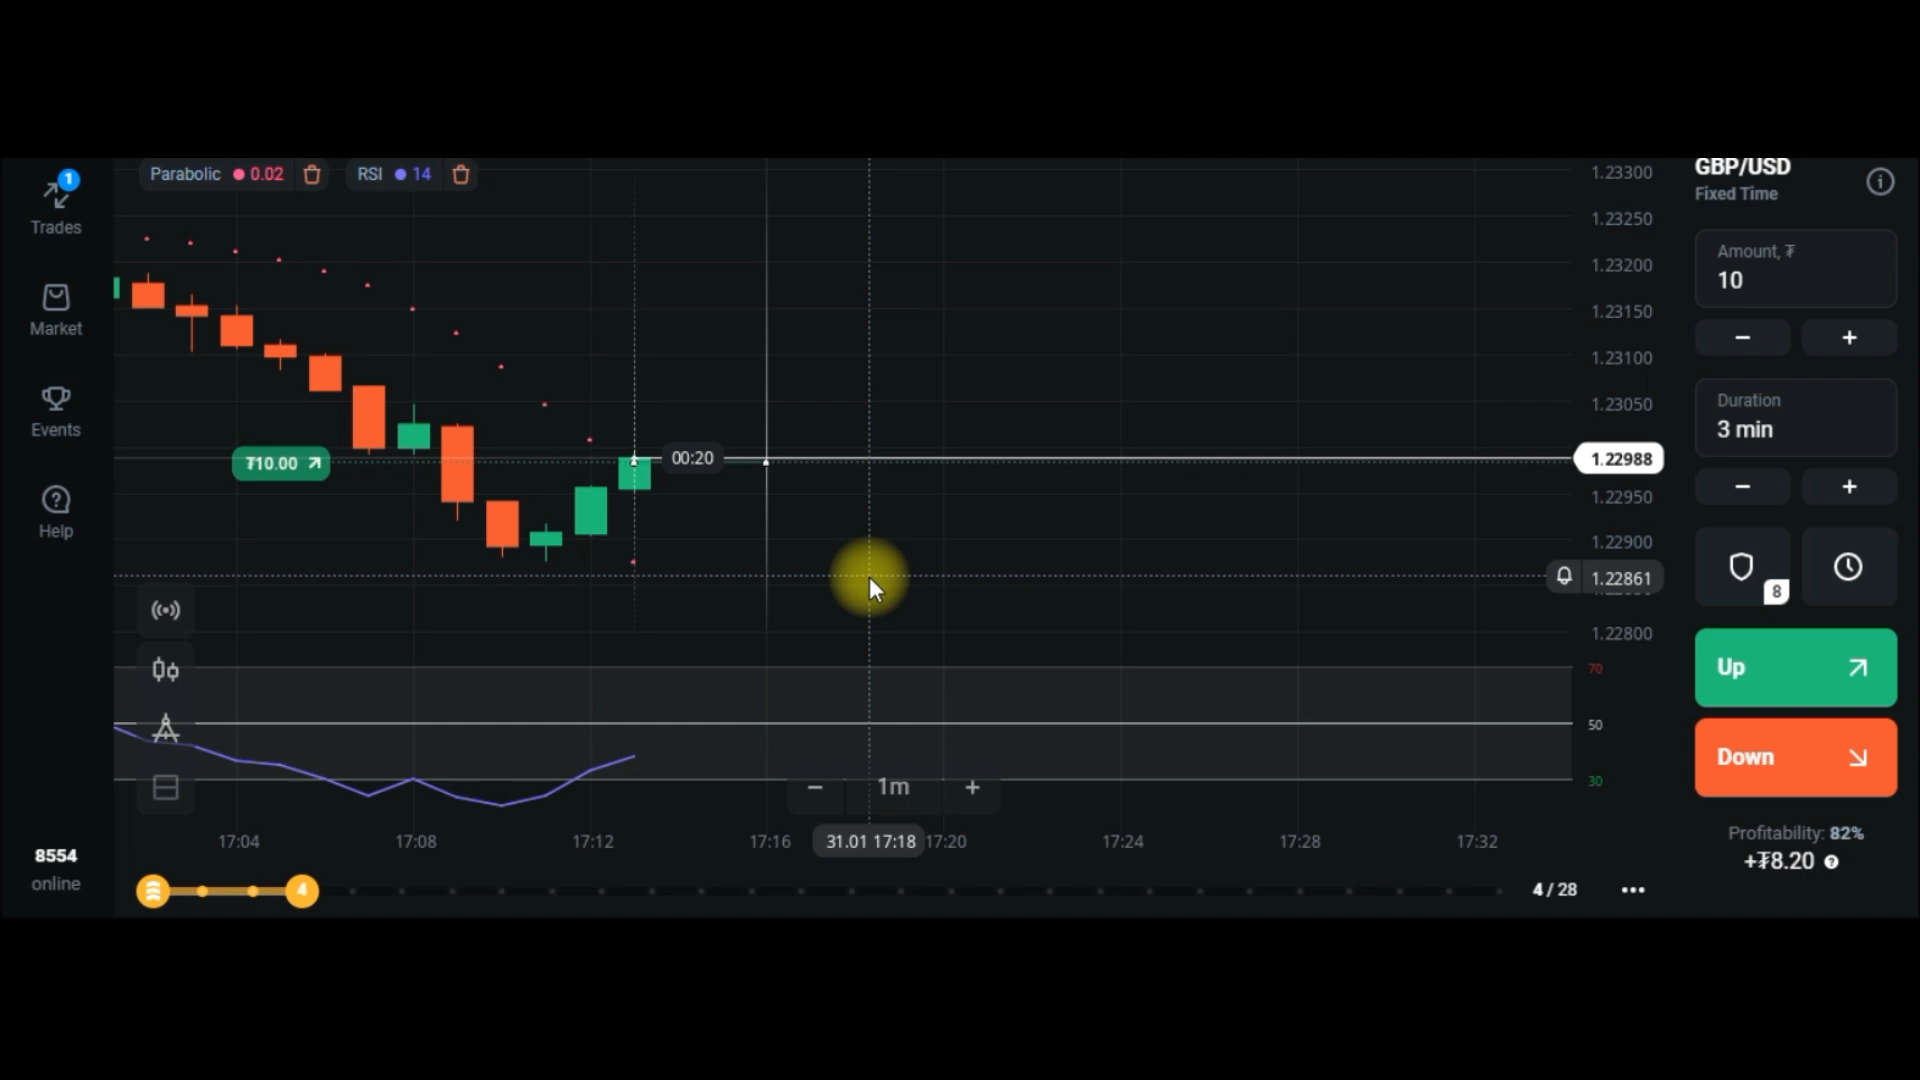 Parabolic 0.02 RSI 14
1
Trades
Market
Events
Help
8554
online
₮10.00
00:20
1.23300
1.23250
1.23200
1.23150
1.23100
1.23050
1.22988
1.22950
1.22900
1.22861
1.22800
70
50
30
1m
17:04 17:08 17:12 17:16 31.01 17:18 17:20 17:24 17:28 17:32
4
4 / 28
GBP/USD
Fixed Time
Amount, ₮
10
Duration
3 min
8
Up
Down
Profitability: 82%
+₮8.20